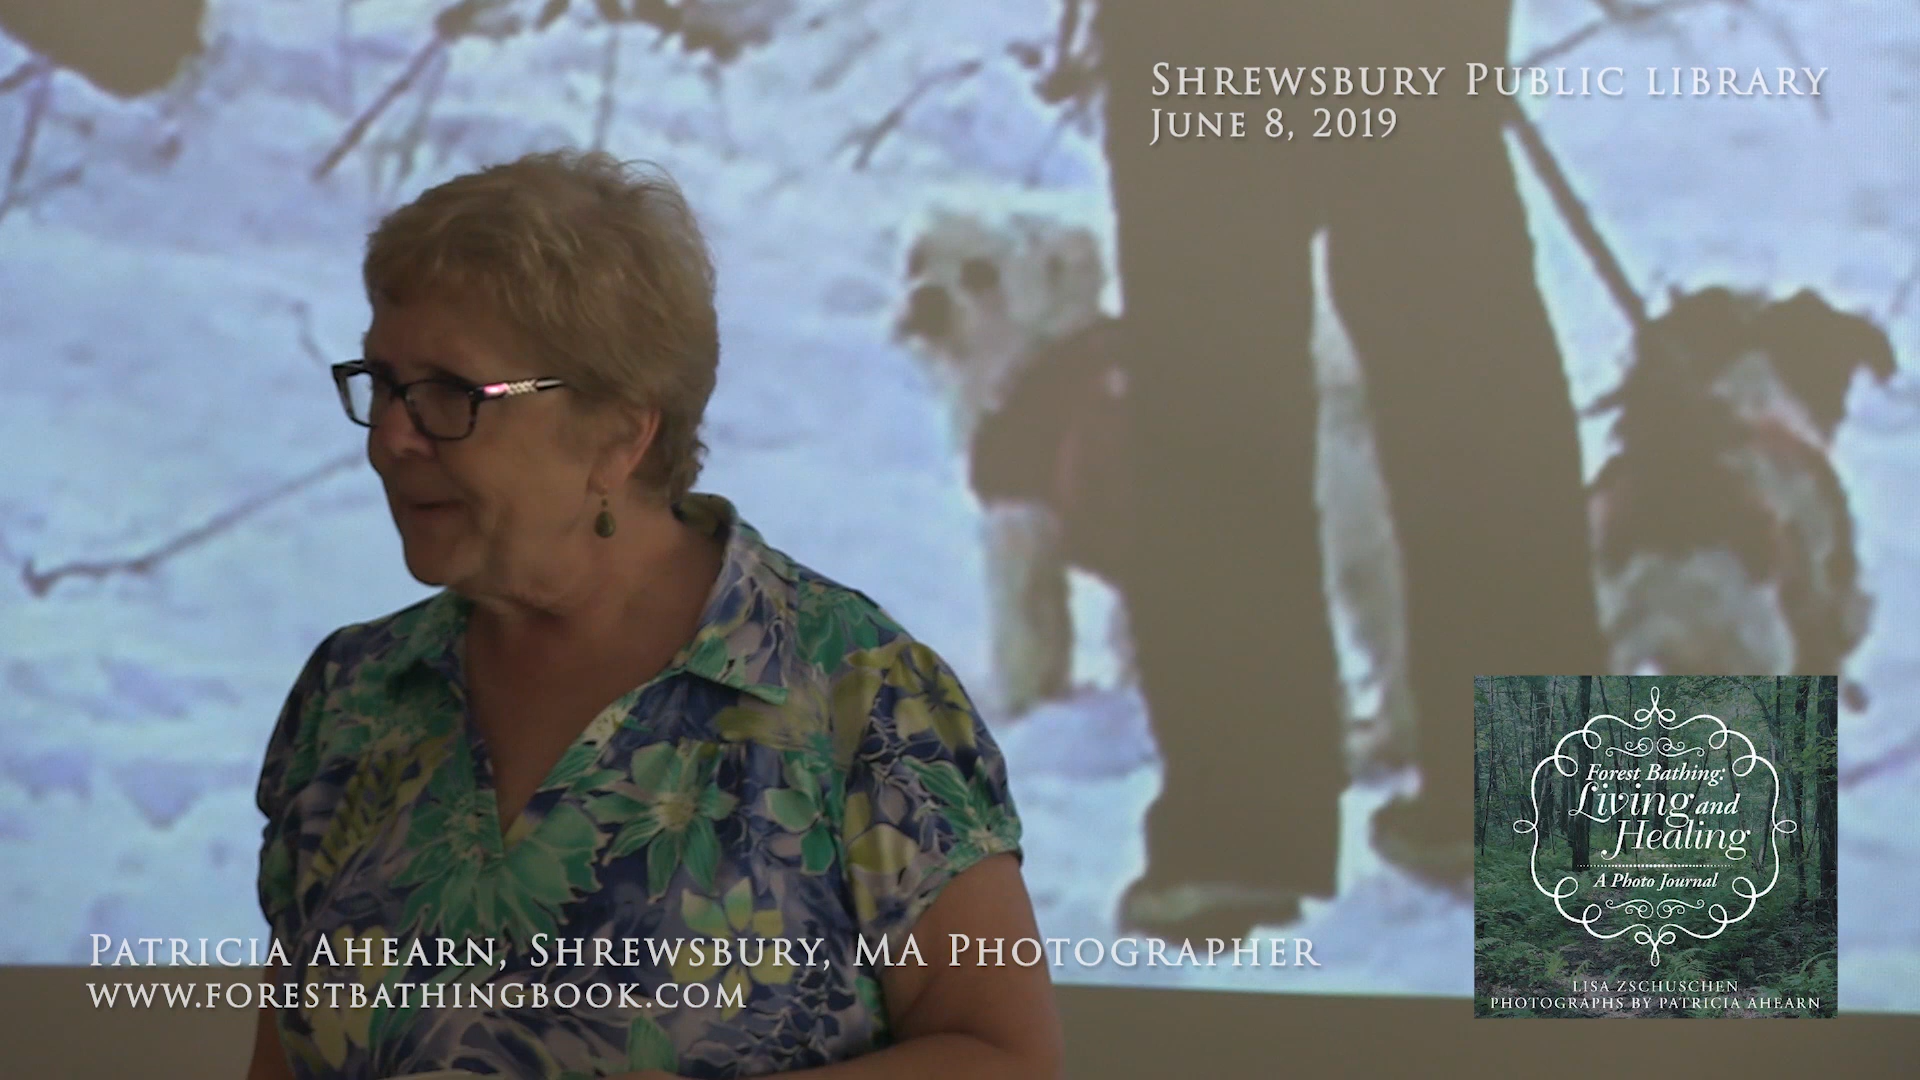 Shrewsbury Public Library
June 8, 2019
Forest Bathing:
Living and
Healing
A Photo Journal
LISA ZSCHUSCHEN
PHOTOGRAPHS BY PATRICIA AHEARN
Patricia Ahearn, Shrewsbury, MA Photographer
www.forestbathingbook.com